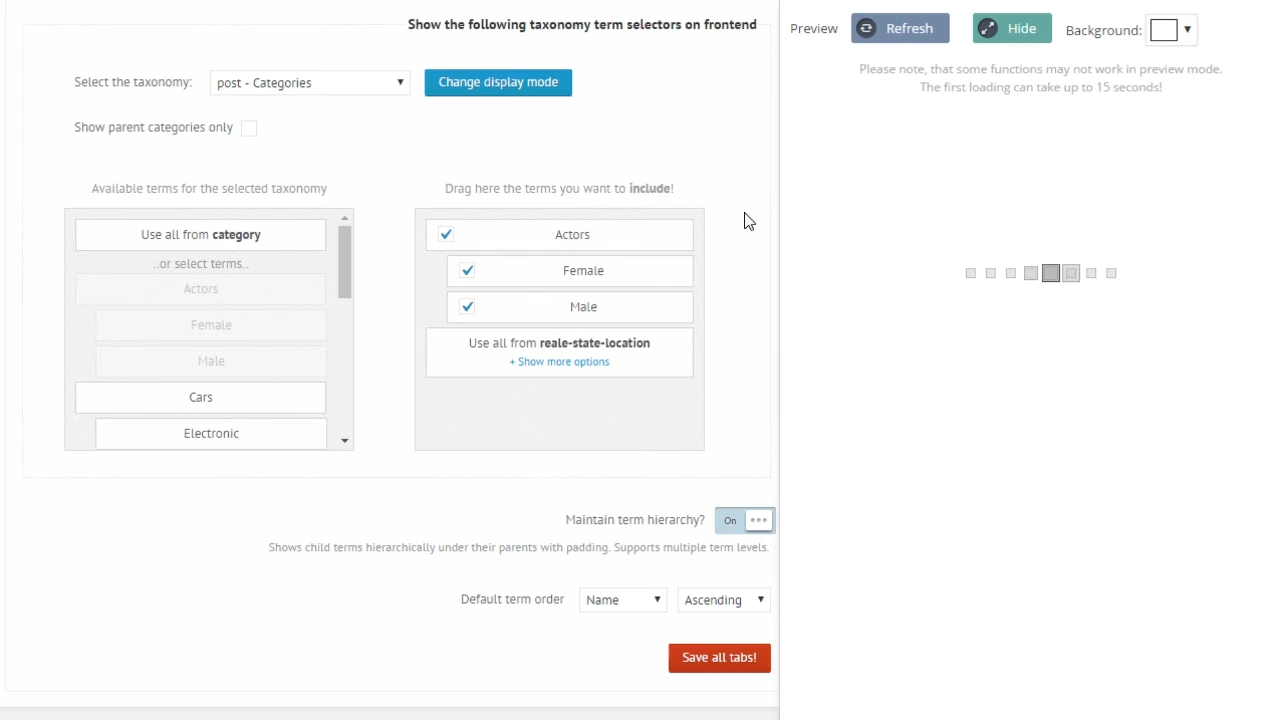 Show the following taxonomy term selectors on frontend
Select the taxonomy: post - Categories Change display mode
Show parent categories only
Available terms for the selected taxonomy
Use all from category
..or select terms..
Actors
Female
Male
Cars
Electronic
Drag here the terms you want to include!
Actors
Female
Male
Use all from reale-state-location
+ Show more options
Maintain term hierarchy? On
Shows child terms hierarchically under their parents with padding. Supports multiple term levels.
Default term order Name Ascending
Save all tabs!
Preview Refresh Hide Background:
Please note, that some functions may not work in preview mode.
The first loading can take up to 15 seconds!